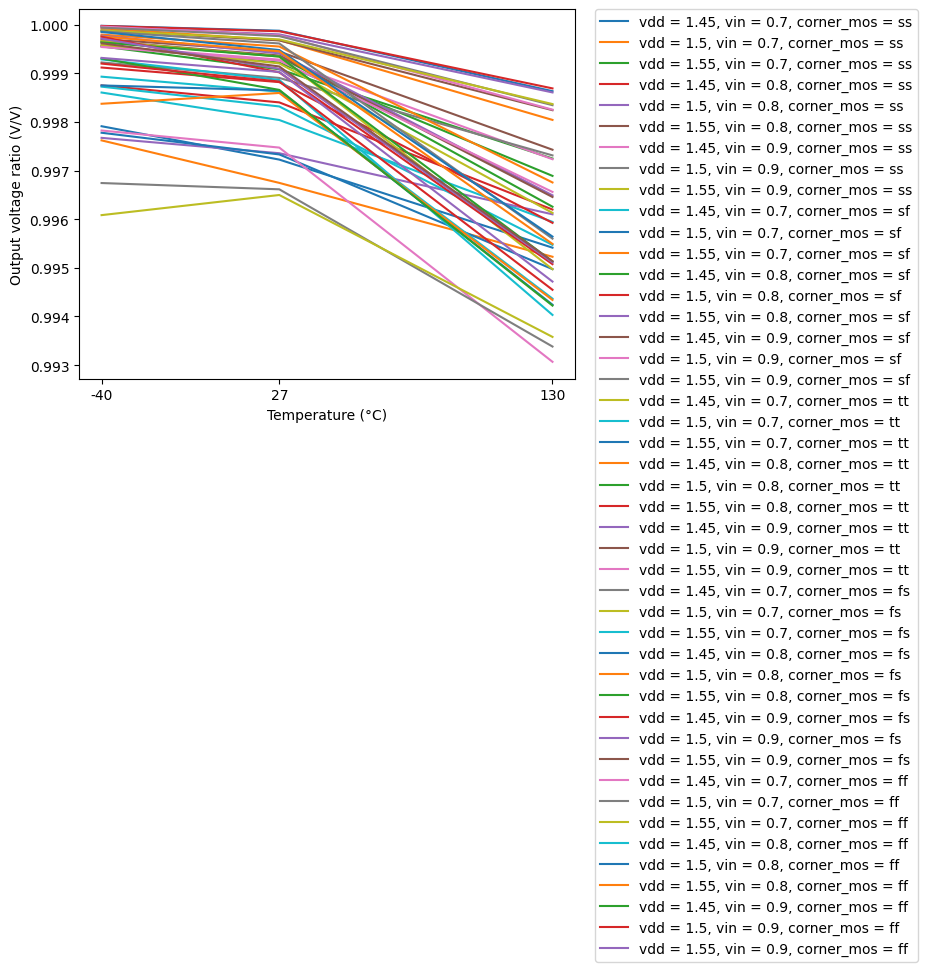 1.000
0.999
0.998
0.997
0.996
0.995
0.994
0.993
Output voltage ratio (V/V)
-40 27 130
Temperature (°C)
vdd = 1.45, vin = 0.7, corner_mos = ss
vdd = 1.5, vin = 0.7, corner_mos = ss
vdd = 1.55, vin = 0.7, corner_mos = ss
vdd = 1.45, vin = 0.8, corner_mos = ss
vdd = 1.5, vin = 0.8, corner_mos = ss
vdd = 1.55, vin = 0.8, corner_mos = ss
vdd = 1.45, vin = 0.9, corner_mos = ss
vdd = 1.5, vin = 0.9, corner_mos = ss
vdd = 1.55, vin = 0.9, corner_mos = ss
vdd = 1.45, vin = 0.7, corner_mos = sf
vdd = 1.5, vin = 0.7, corner_mos = sf
vdd = 1.55, vin = 0.7, corner_mos = sf
vdd = 1.45, vin = 0.8, corner_mos = sf
vdd = 1.5, vin = 0.8, corner_mos = sf
vdd = 1.55, vin = 0.8, corner_mos = sf
vdd = 1.45, vin = 0.9, corner_mos = sf
vdd = 1.5, vin = 0.9, corner_mos = sf
vdd = 1.55, vin = 0.9, corner_mos = sf
vdd = 1.45, vin = 0.7, corner_mos = tt
vdd = 1.5, vin = 0.7, corner_mos = tt
vdd = 1.55, vin = 0.7, corner_mos = tt
vdd = 1.45, vin = 0.8, corner_mos = tt
vdd = 1.5, vin = 0.8, corner_mos = tt
vdd = 1.55, vin = 0.8, corner_mos = tt
vdd = 1.45, vin = 0.9, corner_mos = tt
vdd = 1.5, vin = 0.9, corner_mos = tt
vdd = 1.55, vin = 0.9, corner_mos = tt
vdd = 1.45, vin = 0.7, corner_mos = fs
vdd = 1.5, vin = 0.7, corner_mos = fs
vdd = 1.55, vin = 0.7, corner_mos = fs
vdd = 1.45, vin = 0.8, corner_mos = fs
vdd = 1.5, vin = 0.8, corner_mos = fs
vdd = 1.55, vin = 0.8, corner_mos = fs
vdd = 1.45, vin = 0.9, corner_mos = fs
vdd = 1.5, vin = 0.9, corner_mos = fs
vdd = 1.55, vin = 0.9, corner_mos = fs
vdd = 1.45, vin = 0.7, corner_mos = ff
vdd = 1.5, vin = 0.7, corner_mos = ff
vdd = 1.55, vin = 0.7, corner_mos = ff
vdd = 1.45, vin = 0.8, corner_mos = ff
vdd = 1.5, vin = 0.8, corner_mos = ff
vdd = 1.55, vin = 0.8, corner_mos = ff
vdd = 1.45, vin = 0.9, corner_mos = ff
vdd = 1.5, vin = 0.9, corner_mos = ff
vdd = 1.55, vin = 0.9, corner_mos = ff